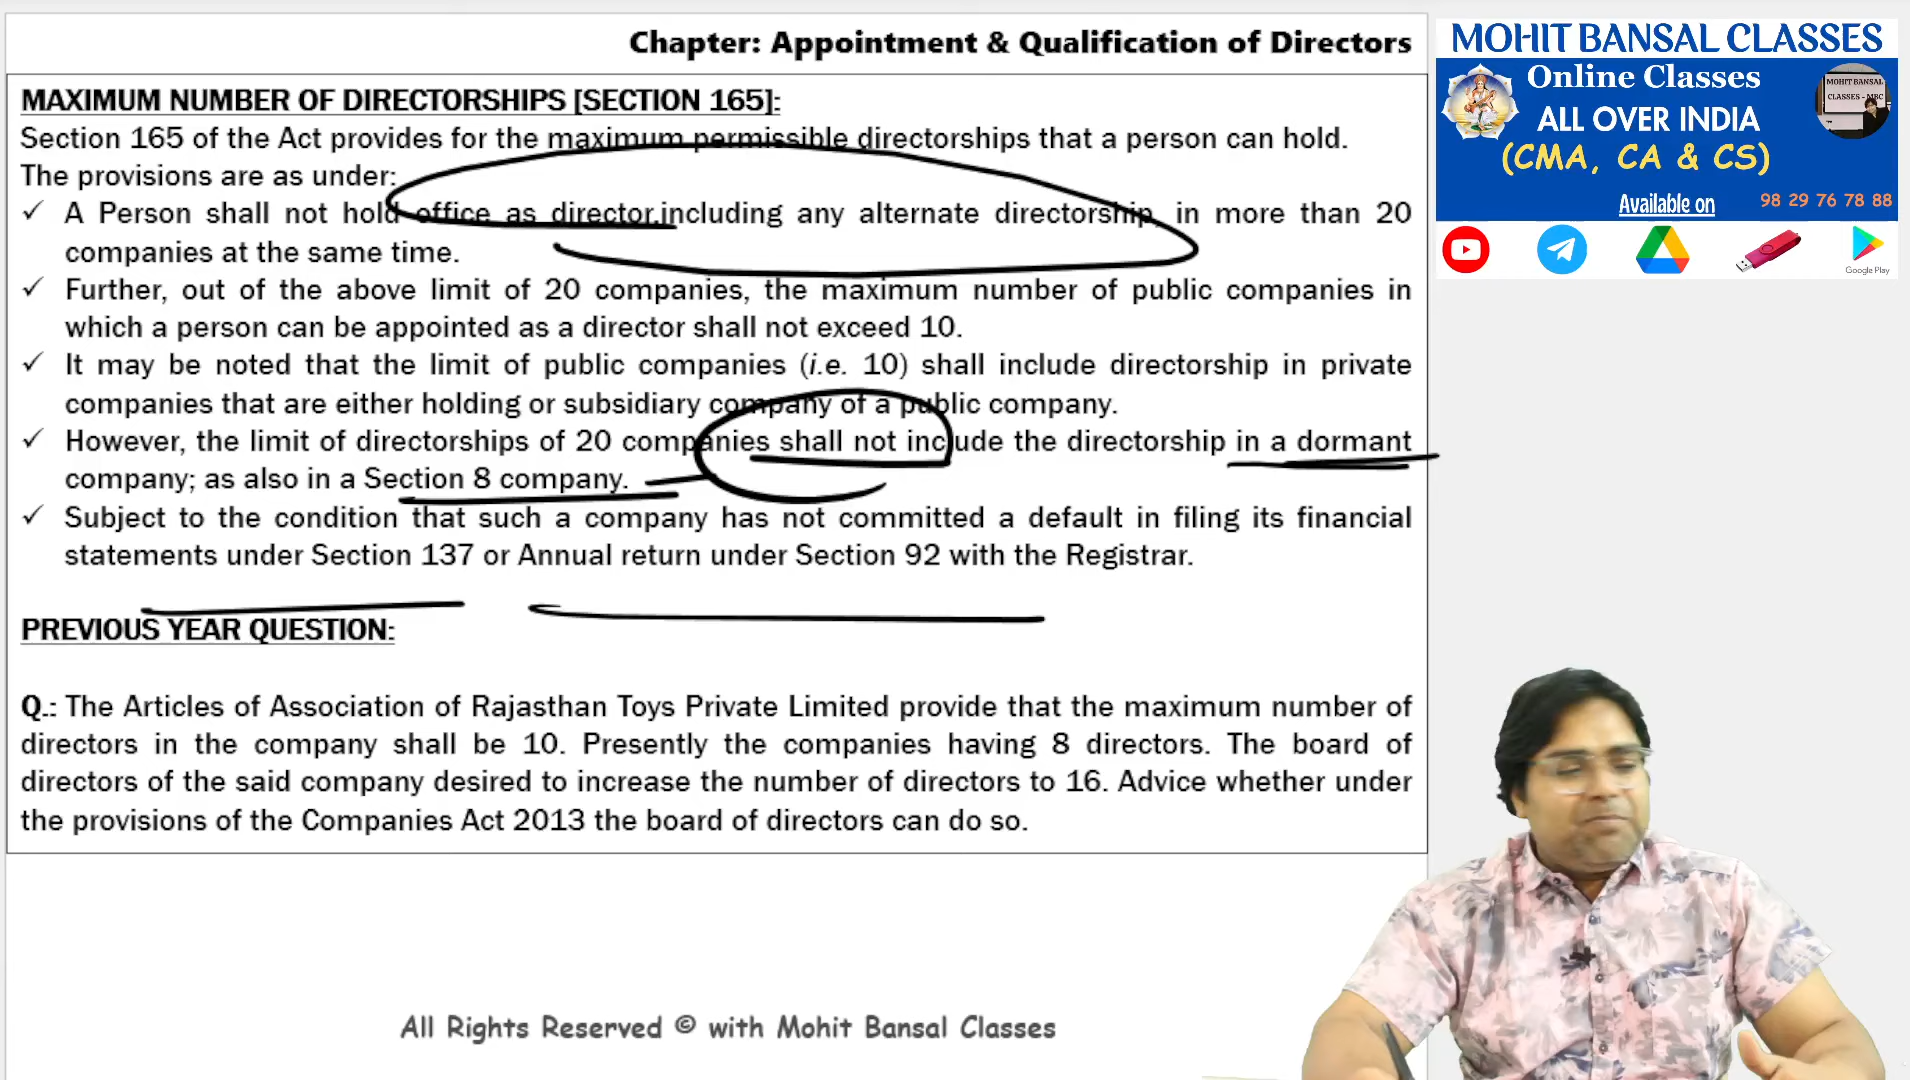 Chapter: Appointment & Qualification of Directors
MAXIMUM NUMBER OF DIRECTORSHIPS [SECTION 165]:
Section 165 of the Act provides for the maximum permissible directorships that a person can hold.
The provisions are as under:
✓ A Person shall not hold office as director,including any alternate directorship, in more than 20
companies at the same time.
✓ Further, out of the above limit of 20 companies, the maximum number of public companies in
which a person can be appointed as a director shall not exceed 10.
✓ It may be noted that the limit of public companies (i.e. 10) shall include directorship in private
companies that are either holding or subsidiary company of a public company.
✓ However, the limit of directorships of 20 companies shall not include the directorship in a dormant
company; as also in a Section 8 company.
✓ Subject to the condition that such a company has not committed a default in filing its financial
statements under Section 137 or Annual return under Section 92 with the Registrar.
PREVIOUS YEAR QUESTION:
Q.: The Articles of Association of Rajasthan Toys Private Limited provide that the maximum number of
directors in the company shall be 10. Presently the companies having 8 directors. The board of
directors of the said company desired to increase the number of directors to 16. Advice whether under
the provisions of the Companies Act 2013 the board of directors can do so.
All Rights Reserved © with Mohit Bansal Classes
MOHIT BANSAL CLASSES
Online Classes
ALL OVER INDIA
(CMA, CA & CS)
Available on 98 29 76 78 88
MOHIT BANSAL
CLASSES - MBC
Google Play